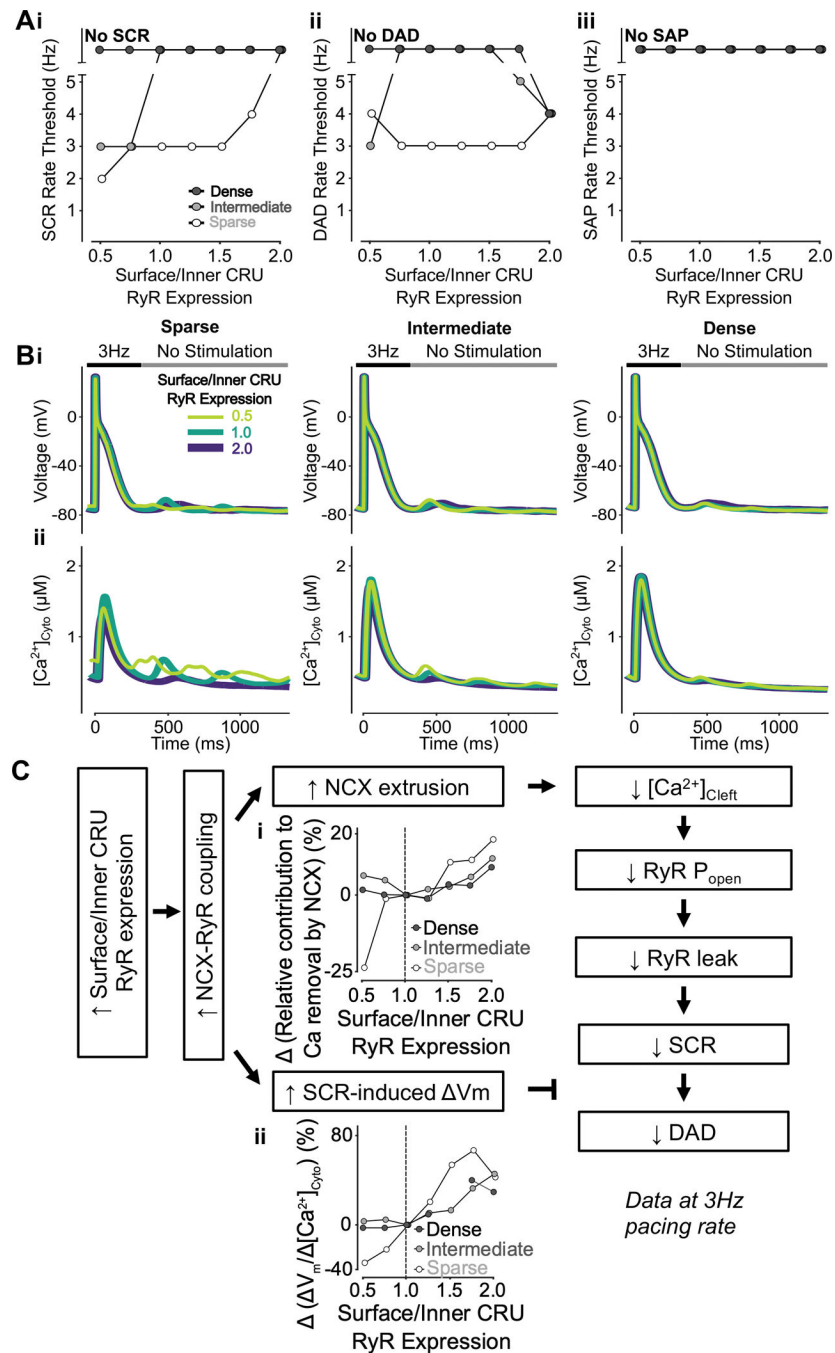 Ai
No SCR
SCR Rate Threshold (Hz)
5
4
3
2
1
Dense
Intermediate
Sparse
0.5 1.0 1.5 2.0
Surface/Inner CRU
RyR Expression
ii
No DAD
DAD Rate Threshold (Hz)
5
4
3
2
1
0.5 1.0 1.5 2.0
Surface/Inner CRU
RyR Expression
iii
No SAP
SAP Rate Threshold (Hz)
5
4
3
2
1
0.5 1.0 1.5 2.0
Surface/Inner CRU
RyR Expression
Bi
Sparse
3Hz No Stimulation
Surface/Inner CRU
RyR Expression
0.5
1.0
2.0
Voltage (mV)
0
-40
-80
Intermediate
3Hz No Stimulation
Voltage (mV)
0
-40
-80
Dense
3Hz No Stimulation
Voltage (mV)
0
-40
-80
ii
[Ca²⁺]Cyto (µM)
2
1
0 500 1000
Time (ms)
[Ca²⁺]Cyto (µM)
2
1
0 500 1000
Time (ms)
[Ca²⁺]Cyto (µM)
2
1
0 500 1000
Time (ms)
C
↑ Surface/Inner CRU
RyR expression
↑ NCX-RyR coupling
↑ NCX extrusion
i
Δ (Relative contribution to
Ca removal by NCX) (%)
20
0
-25
Dense
Intermediate
Sparse
0.5 1.0 1.5 2.0
Surface/Inner CRU
RyR Expression
↑ SCR-induced ΔVm
ii
Δ (ΔVm/Δ[Ca²⁺]Cyto) (%)
80
0
-40
Dense
Intermediate
Sparse
0.5 1.0 1.5 2.0
Surface/Inner CRU
RyR Expression
↓ [Ca²⁺]Cleft
↓ RyR Popen
↓ RyR leak
↓ SCR
↓ DAD
Data at 3Hz
pacing rate